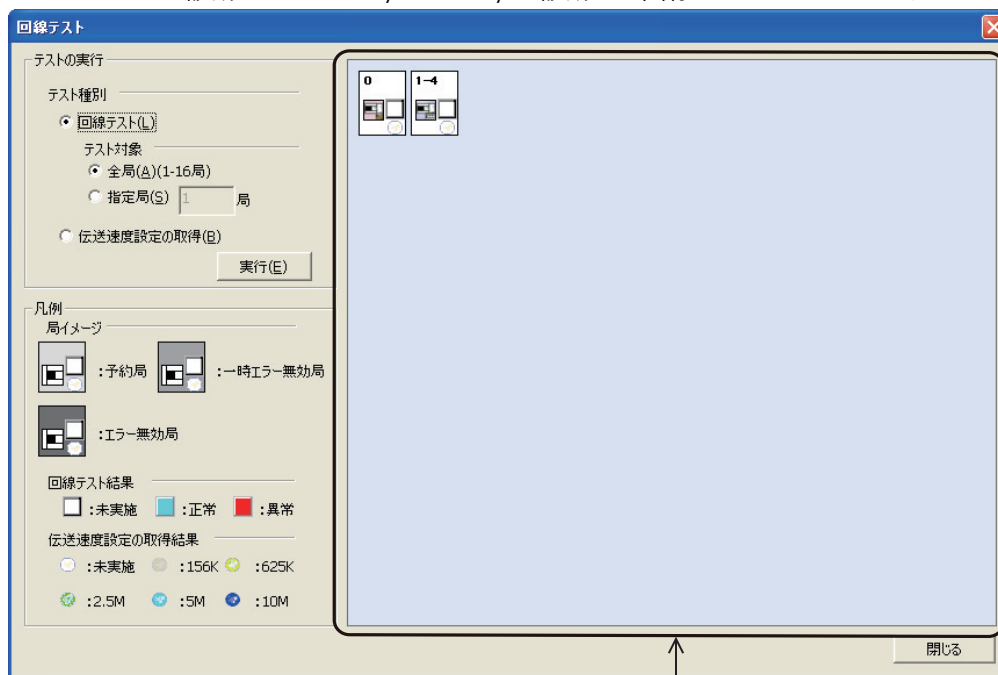 回線テスト
テストの実行
テスト種別
回線テスト(L)
テスト対象
全局(A)(1-16局)
指定局(S) 1 局
伝送速度設定の取得(B)
実行(E)
凡例
局イメージ
:予約局 :一時エラー無効局
:エラー無効局
回線テスト結果
:未実施 :正常 :異常
伝送速度設定の取得結果
:未実施 :156K :625K
:2.5M :5M :10M
0 1-4
閉じる